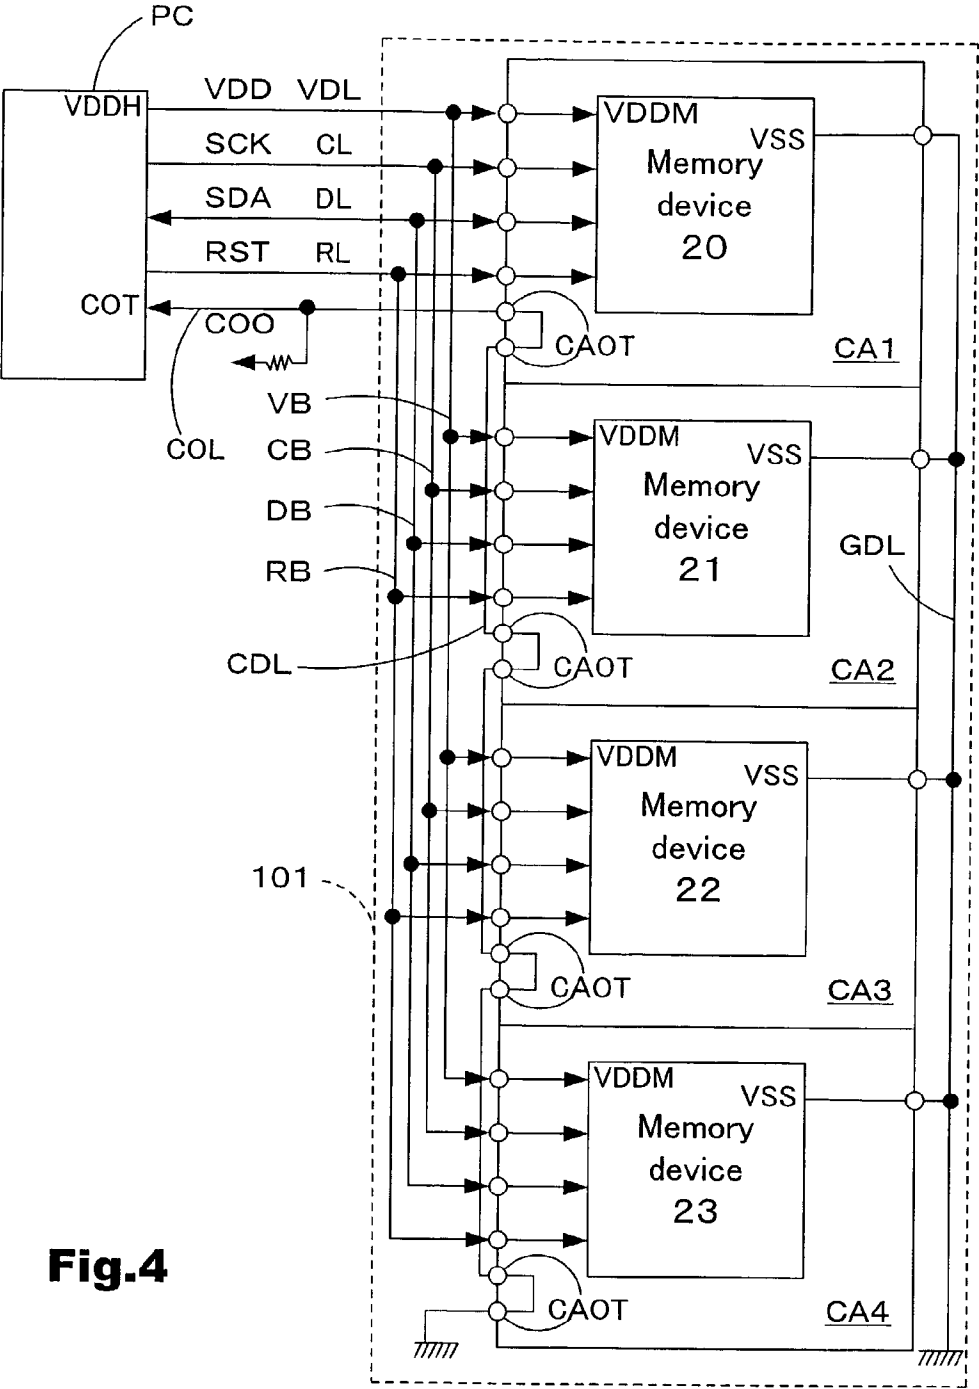 PC
VDDH
VDD VDL
SCK CL
SDA DL
RST RL
COT
COO
COL
VB
CB
DB
RB
CDL
101
VDDM
VSS
Memory
device
20
CAOT
CA1
VDDM
VSS
Memory
device
21
GDL
CAOT
CA2
VDDM
VSS
Memory
device
22
CAOT
CA3
VDDM
VSS
Memory
device
23
CAOT
CA4
Fig.4